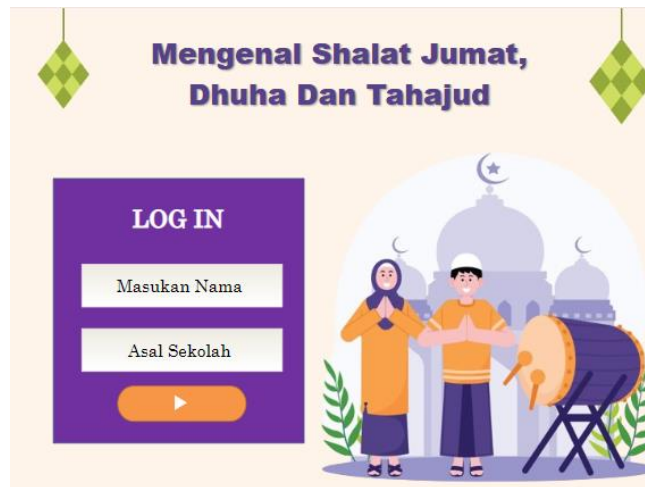 Mengenal Shalat Jumat,
Dhuha Dan Tahajud
LOG IN
Masukan Nama
Asal Sekolah